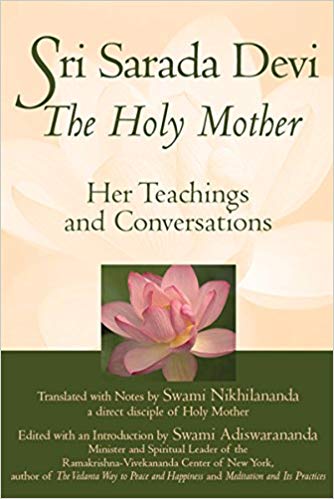 Sri Sarada Devi
The Holy Mother
Her Teachings
and Conversations
Translated with Notes by Swami Nikhilananda
a direct disciple of Holy Mother
Edited with an Introduction by Swami Adiswarananda
Minister and Spiritual Leader of the
Ramakrishna-Vivekananda Center of New York,
author of The Vedanta Way to Peace and Happiness and Meditation and Its Practices